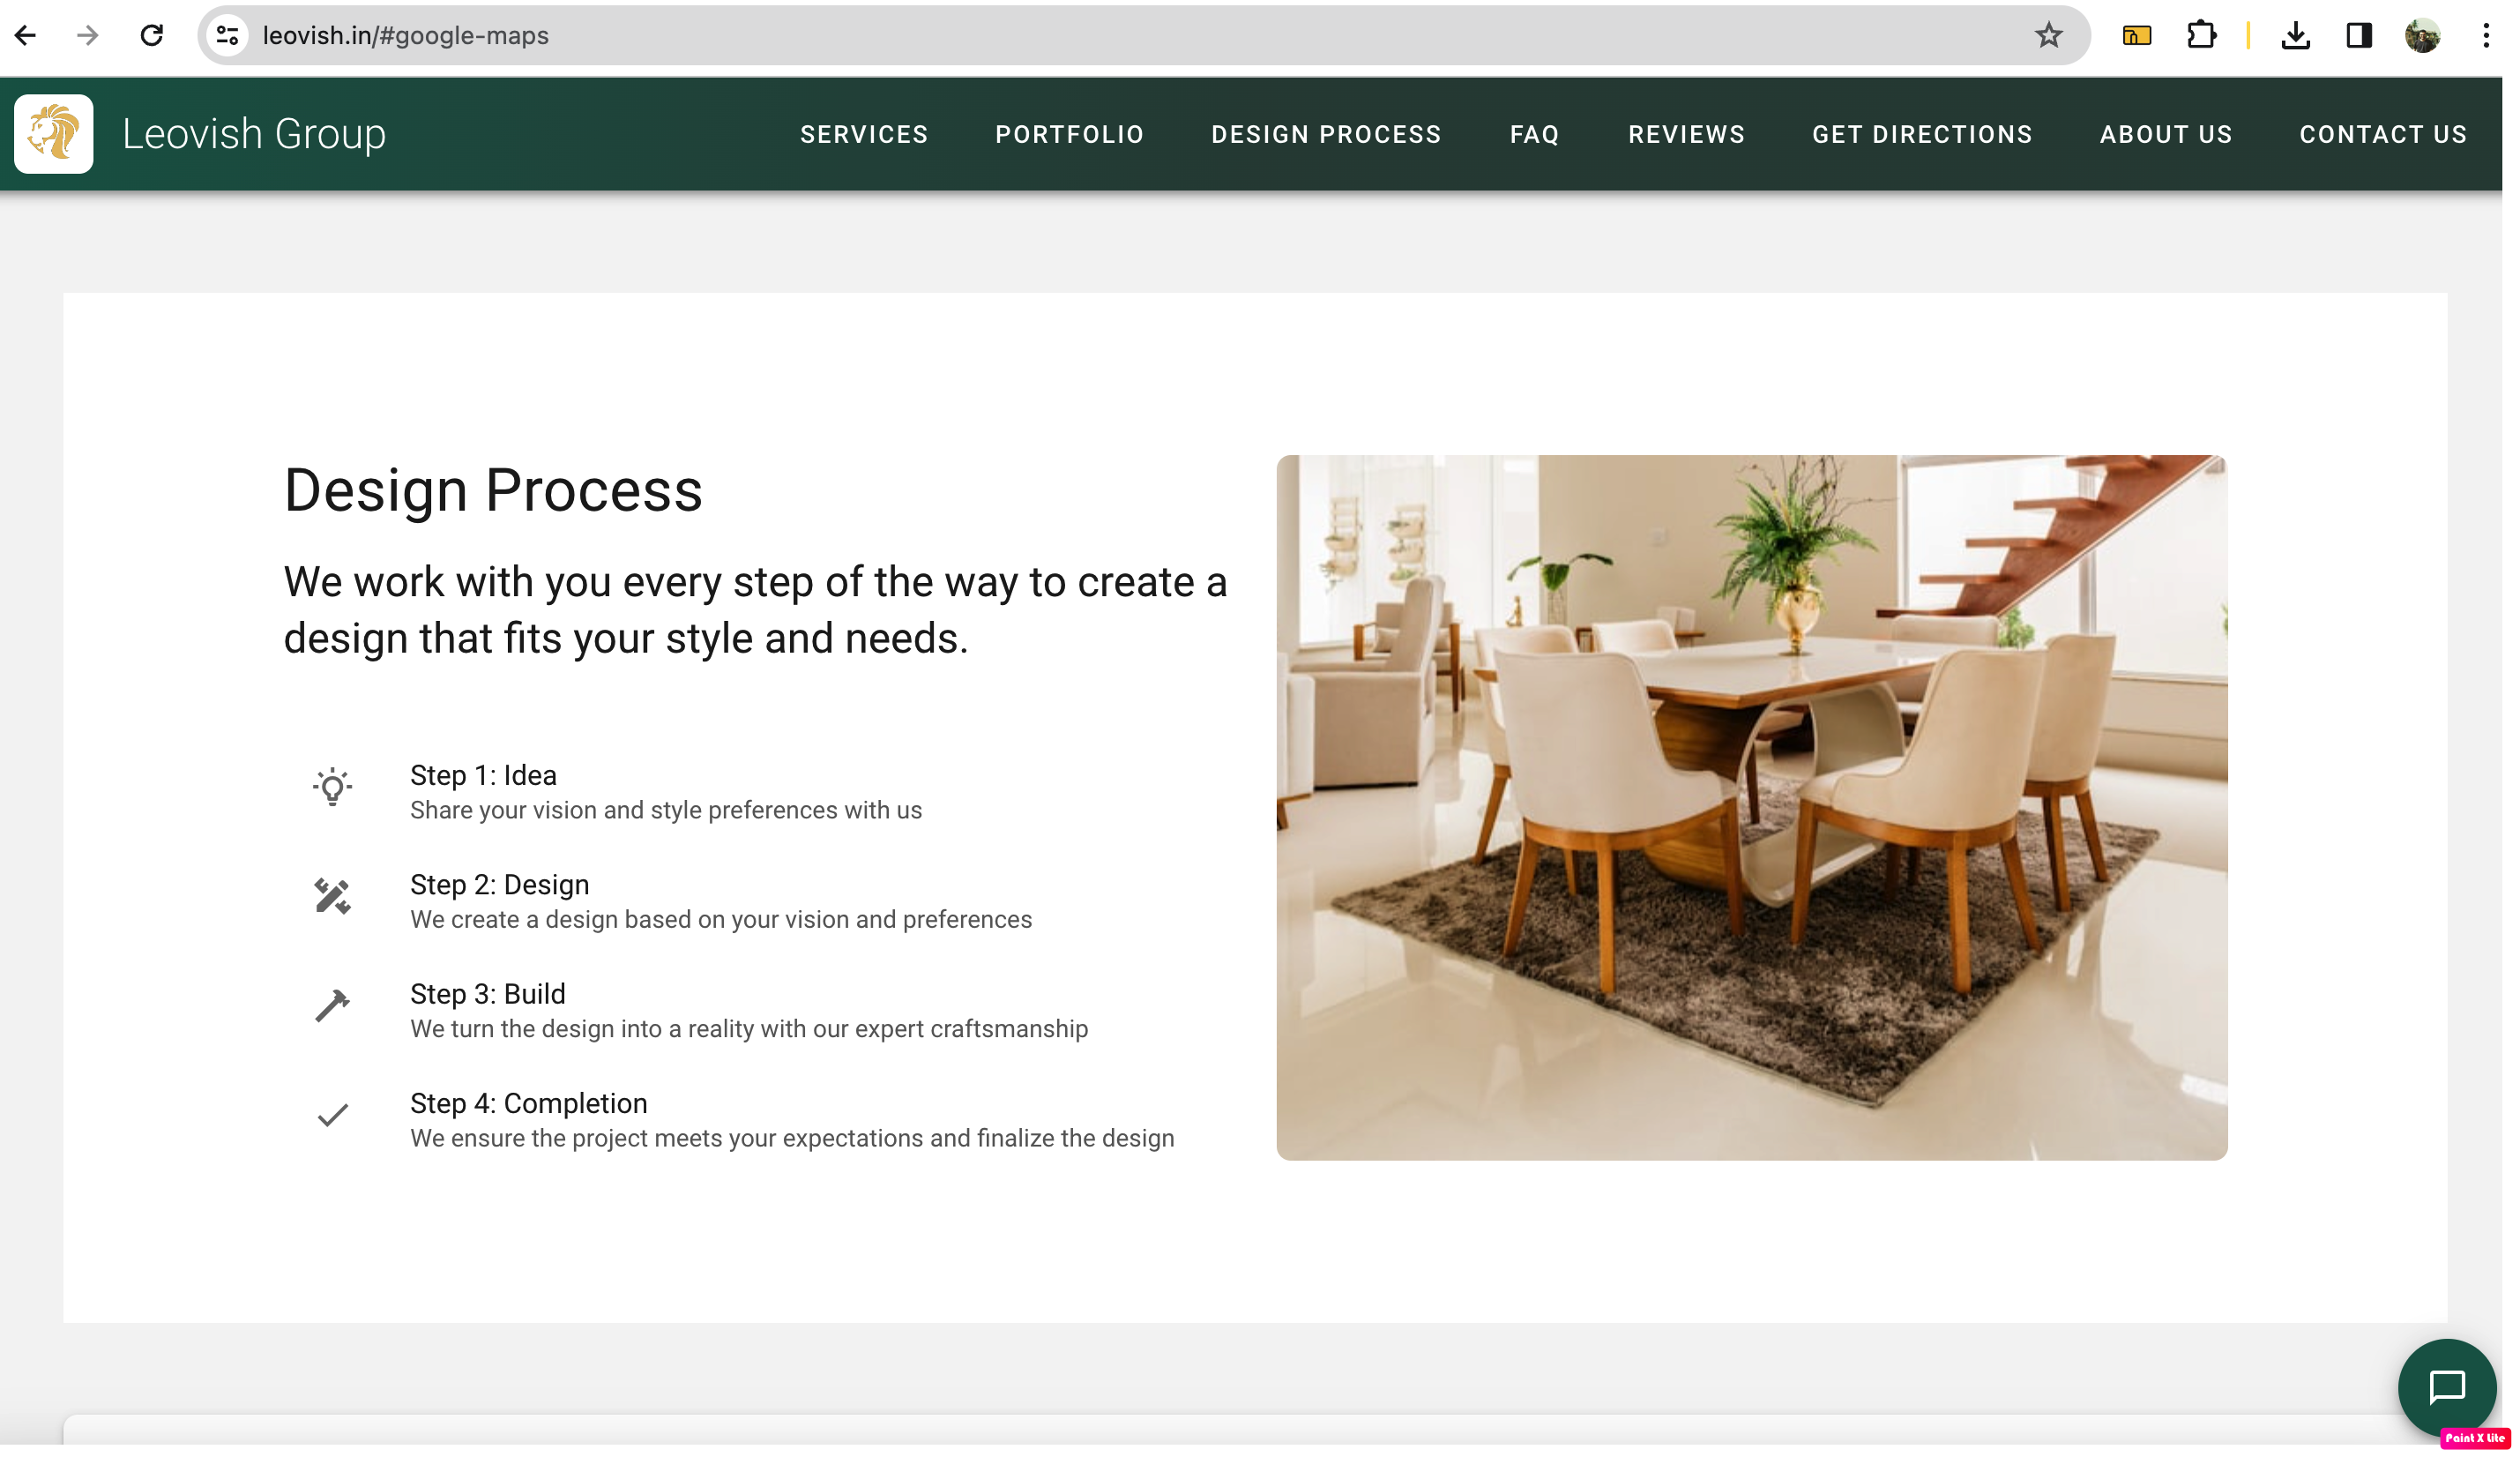 leovish.in/#google-maps
Leovish Group
SERVICES
PORTFOLIO
DESIGN PROCESS
FAQ
REVIEWS
GET DIRECTIONS
ABOUT US
CONTACT US
Design Process
We work with you every step of the way to create a
design that fits your style and needs.
Step 1: Idea
Share your vision and style preferences with us
Step 2: Design
We create a design based on your vision and preferences
Step 3: Build
We turn the design into a reality with our expert craftsmanship
Step 4: Completion
We ensure the project meets your expectations and finalize the design
Paint X Lite